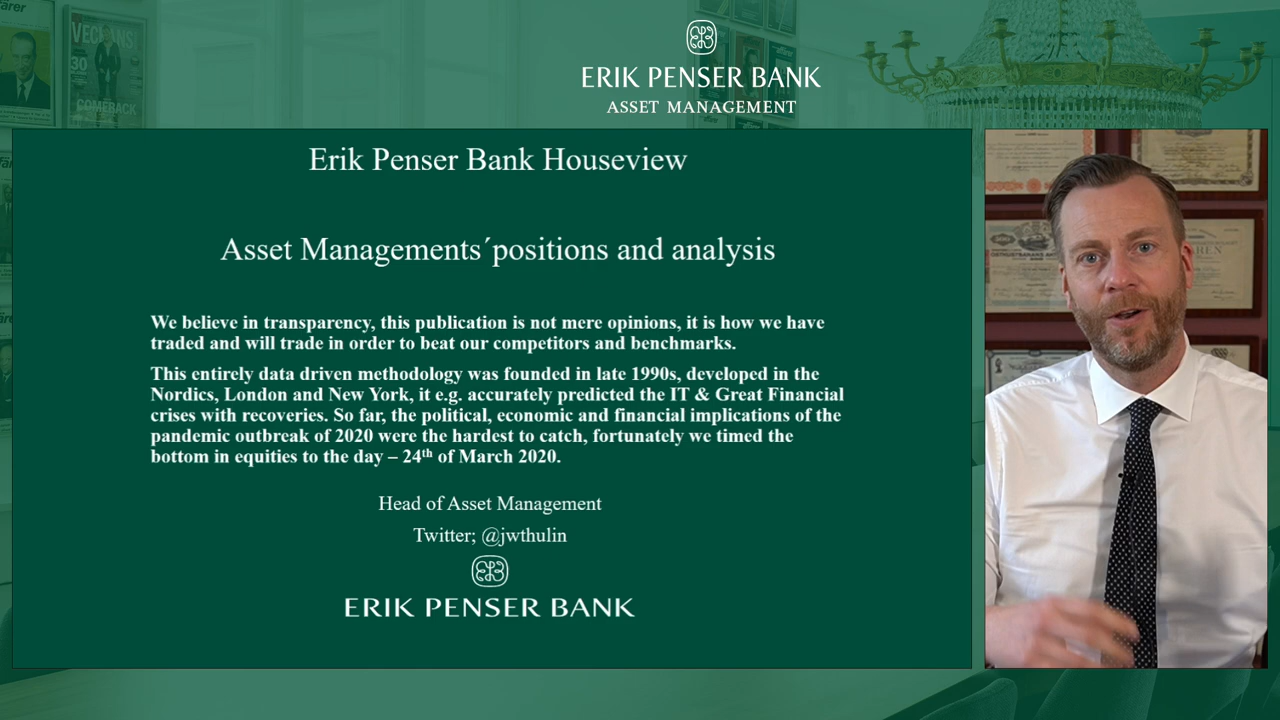 VECKANS
30
COMEBACK
ERIK PENSER BANK
ASSET MANAGEMENT
Erik Penser Bank Houseview
Asset Managements´positions and analysis
We believe in transparency, this publication is not mere opinions, it is how we have
traded and will trade in order to beat our competitors and benchmarks.
This entirely data driven methodology was founded in late 1990s, developed in the
Nordics, London and New York, it e.g. accurately predicted the IT & Great Financial
crises with recoveries. So far, the political, economic and financial implications of the
pandemic outbreak of 2020 were the hardest to catch, fortunately we timed the
bottom in equities to the day – 24th of March 2020.
Head of Asset Management
Twitter; @jwthulin
ERIK PENSER BANK